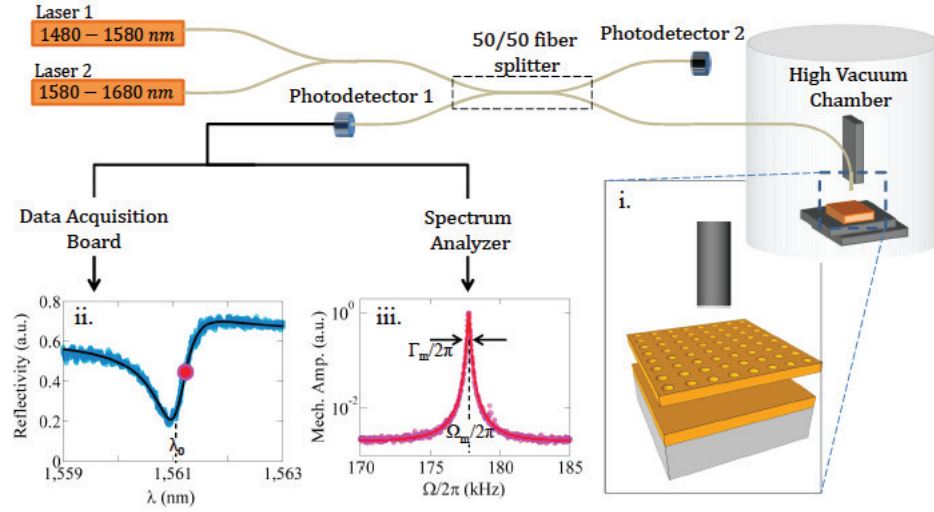 Laser 1
1480 – 1580 nm
Laser 2
1580 – 1680 nm
50/50 fiber
splitter
Photodetector 2
Photodetector 1
High Vacuum
Chamber
Data Acquisition
Board
Spectrum
Analyzer
i.
ii.
Reflectivity (a.u.)
0.8
0.6
0.4
0.2
0.0
λ₀
1,559
1,561
1,563
λ (nm)
iii.
Mech. Amp. (a.u.)
10⁰
10⁻²
Γₘ/2π
Ωₘ/2π
170
175
180
185
Ω/2π (kHz)